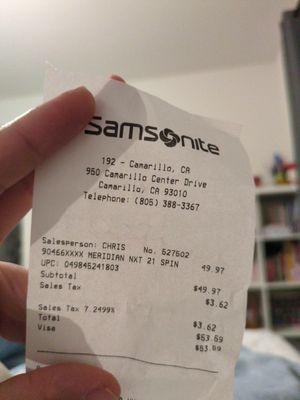 Samsonite
192 - Camarillo, CA
950 Camarillo Center Drive
Camarillo, CA 93010
Telephone: (805) 388-3367
Salesperson: CHRIS No. 527602
90466XXXX MERIDIAN NXT 21 SPIN 49.97
UPC: 049845241803
Subtotal $49.97
Sales Tax $3.62
Sales Tax 7.2499% $3.62
Total $53.59
Visa $53.59